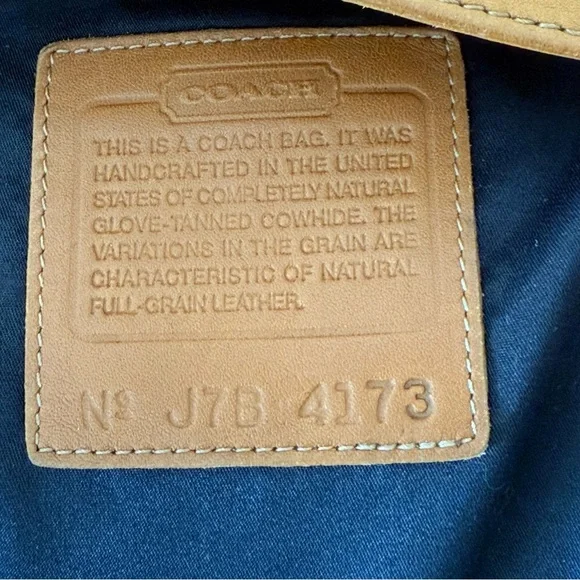 COACH
THIS IS A COACH BAG. IT WAS
HANDCRAFTED IN THE UNITED
STATES OF COMPLETELY NATURAL
GLOVE-TANNED COWHIDE. THE
VARIATIONS IN THE GRAIN ARE
CHARACTERISTIC OF NATURAL
FULL-GRAIN LEATHER.
Nº J7B 4173